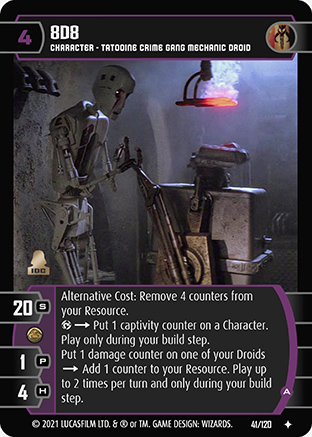 4
8D8
CHARACTER - TATOOINE CRIME GANG MECHANIC DROID
IDC
20 S
1 P
4 H
Alternative Cost: Remove 4 counters from
your Resource.
→ Put 1 captivity counter on a Character.
Play only during your build step.
Put 1 damage counter on one of your Droids
→ Add 1 counter to your Resource. Play up
to 2 times per turn and only during your build
step.
A
© 2021 LUCASFILM LTD. & ® OR TM. GAME DESIGN: WIZARDS.
41/120